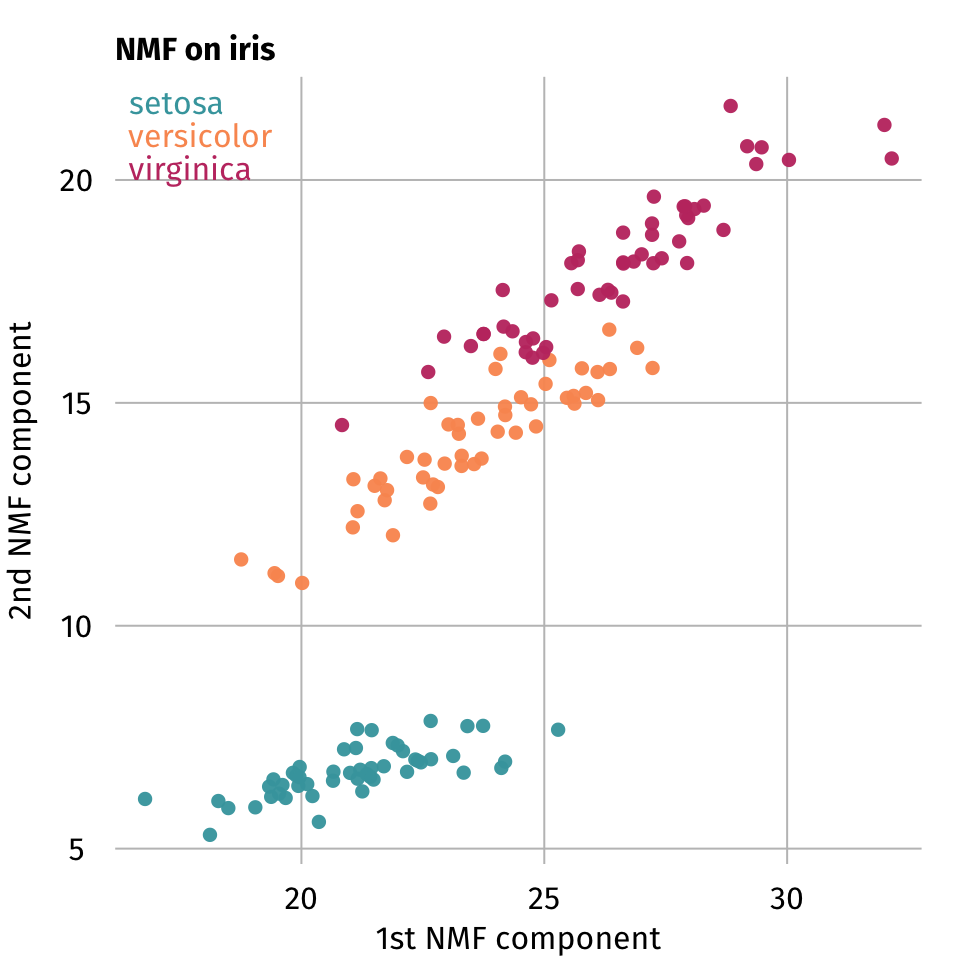 NMF on iris
setosa
versicolor
virginica
20
15
10
5
2nd NMF component
20 25 30
1st NMF component